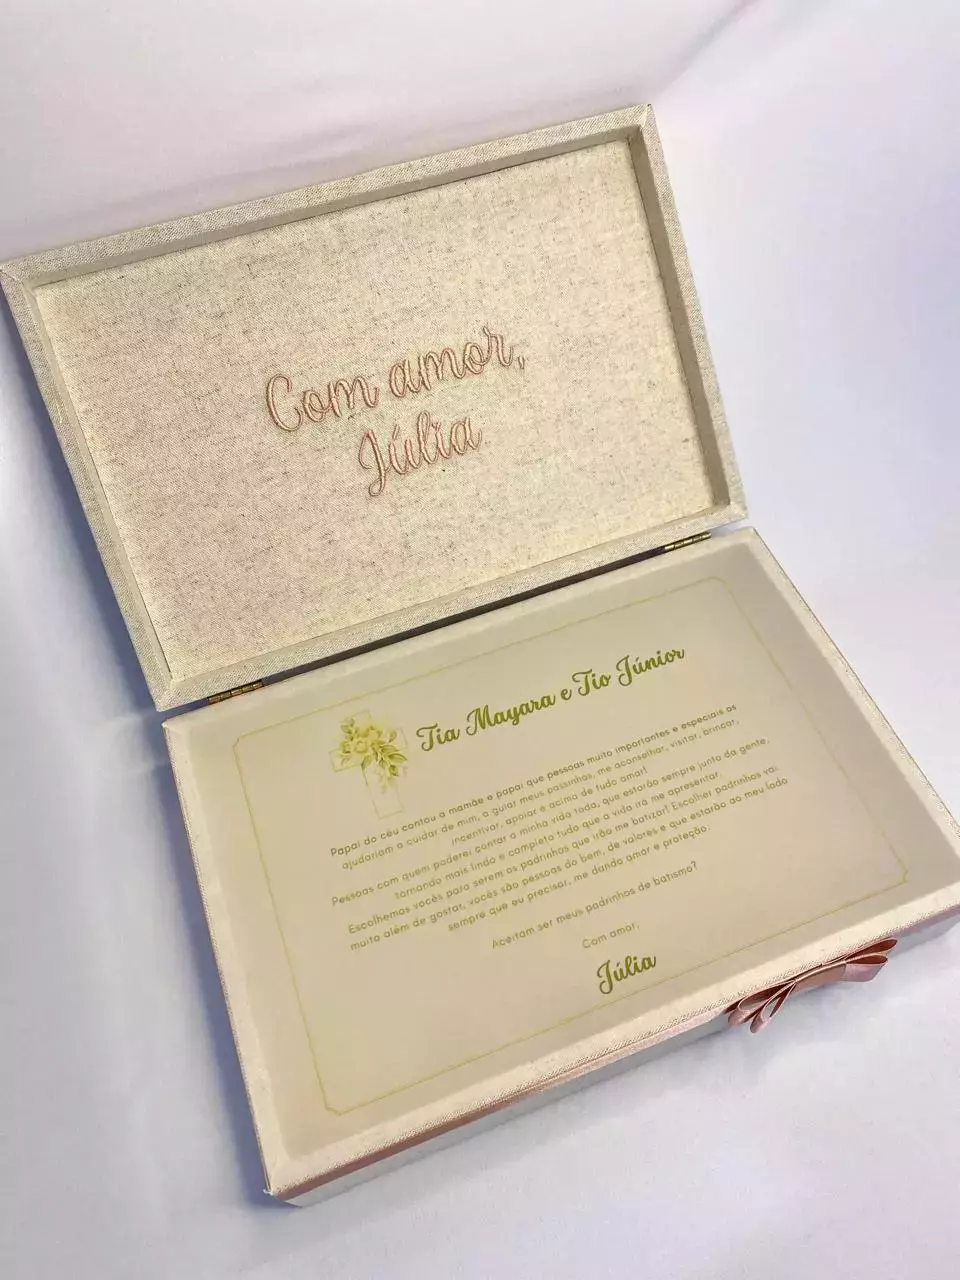 Com amor,
Júlia
Tia Mayara e Tio Júnior
Papai do céu contou a mamãe e papai que pessoas muito importantes e especiais os
ajudariam a cuidar de mim, a guiar meus passinhos, me aconselhar, visitar, brincar,
incentivar, apoiar e acima de tudo amar!
Pessoas com quem poderei contar a minha vida toda, que estarão sempre junto da gente,
tornando mais lindo e completo tudo que a vida irá me apresentar.
Escolhemos vocês para serem os padrinhos que irão me batizar! Escolher padrinhos vai
muito além de gostar, vocês são pessoas do bem, de valores e que estarão ao meu lado
sempre que eu precisar, me dando amor e proteção.
Aceitam ser meus padrinhos de batismo?
Com amor,
Júlia